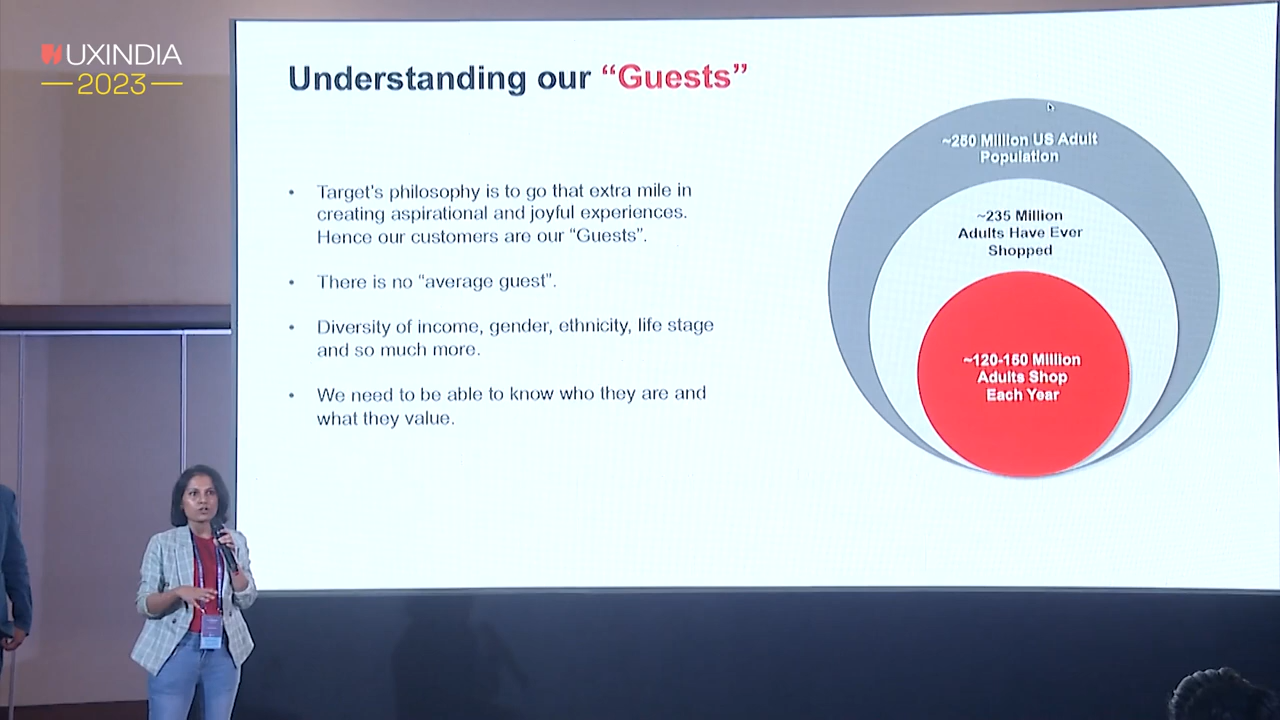 UXINDIA
2023
Understanding our “Guests”
• Target's philosophy is to go that extra mile in
creating aspirational and joyful experiences.
Hence our customers are our “Guests”.
• There is no “average guest”.
• Diversity of income, gender, ethnicity, life stage
and so much more.
• We need to be able to know who they are and
what they value.
~250 Million US Adult
Population
~235 Million
Adults Have Ever
Shopped
~120-150 Million
Adults Shop
Each Year